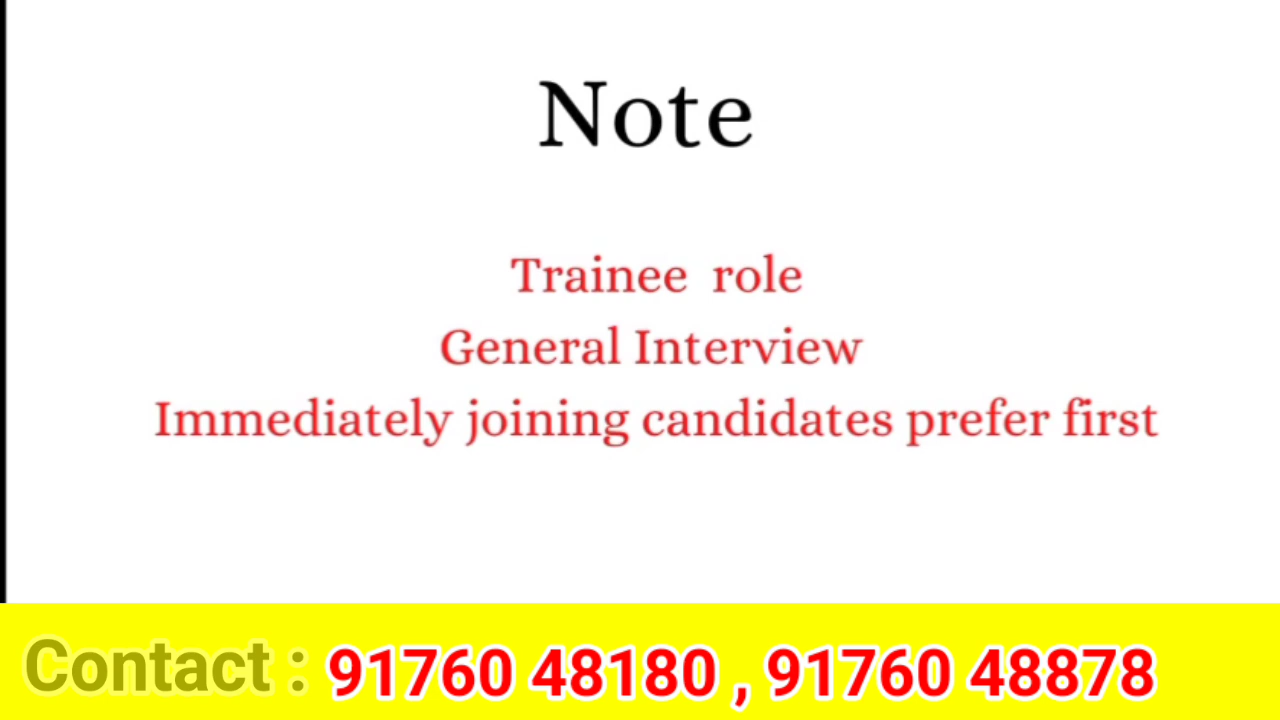 Note
Trainee role
General Interview
Immediately joining candidates prefer first
Contact : 91760 48180 , 91760 48878